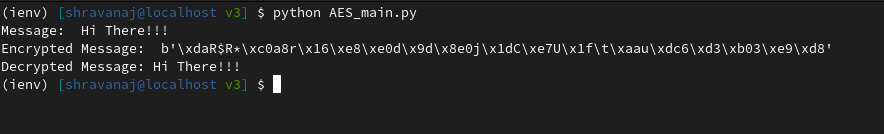 (ienv) [shravanaj@localhost v3] $ python AES_main.py
Message:  Hi There!!!
Encrypted Message:  b'\xdaR$R*\xc0a8r\x16\xe8\xe0d\x9d\x8e0j\x1dC\xe7U\x1f\t\xaau\xdc6\xd3\xb03\xe9\xd8'
Decrypted Message: Hi There!!!
(ienv) [shravanaj@localhost v3] $